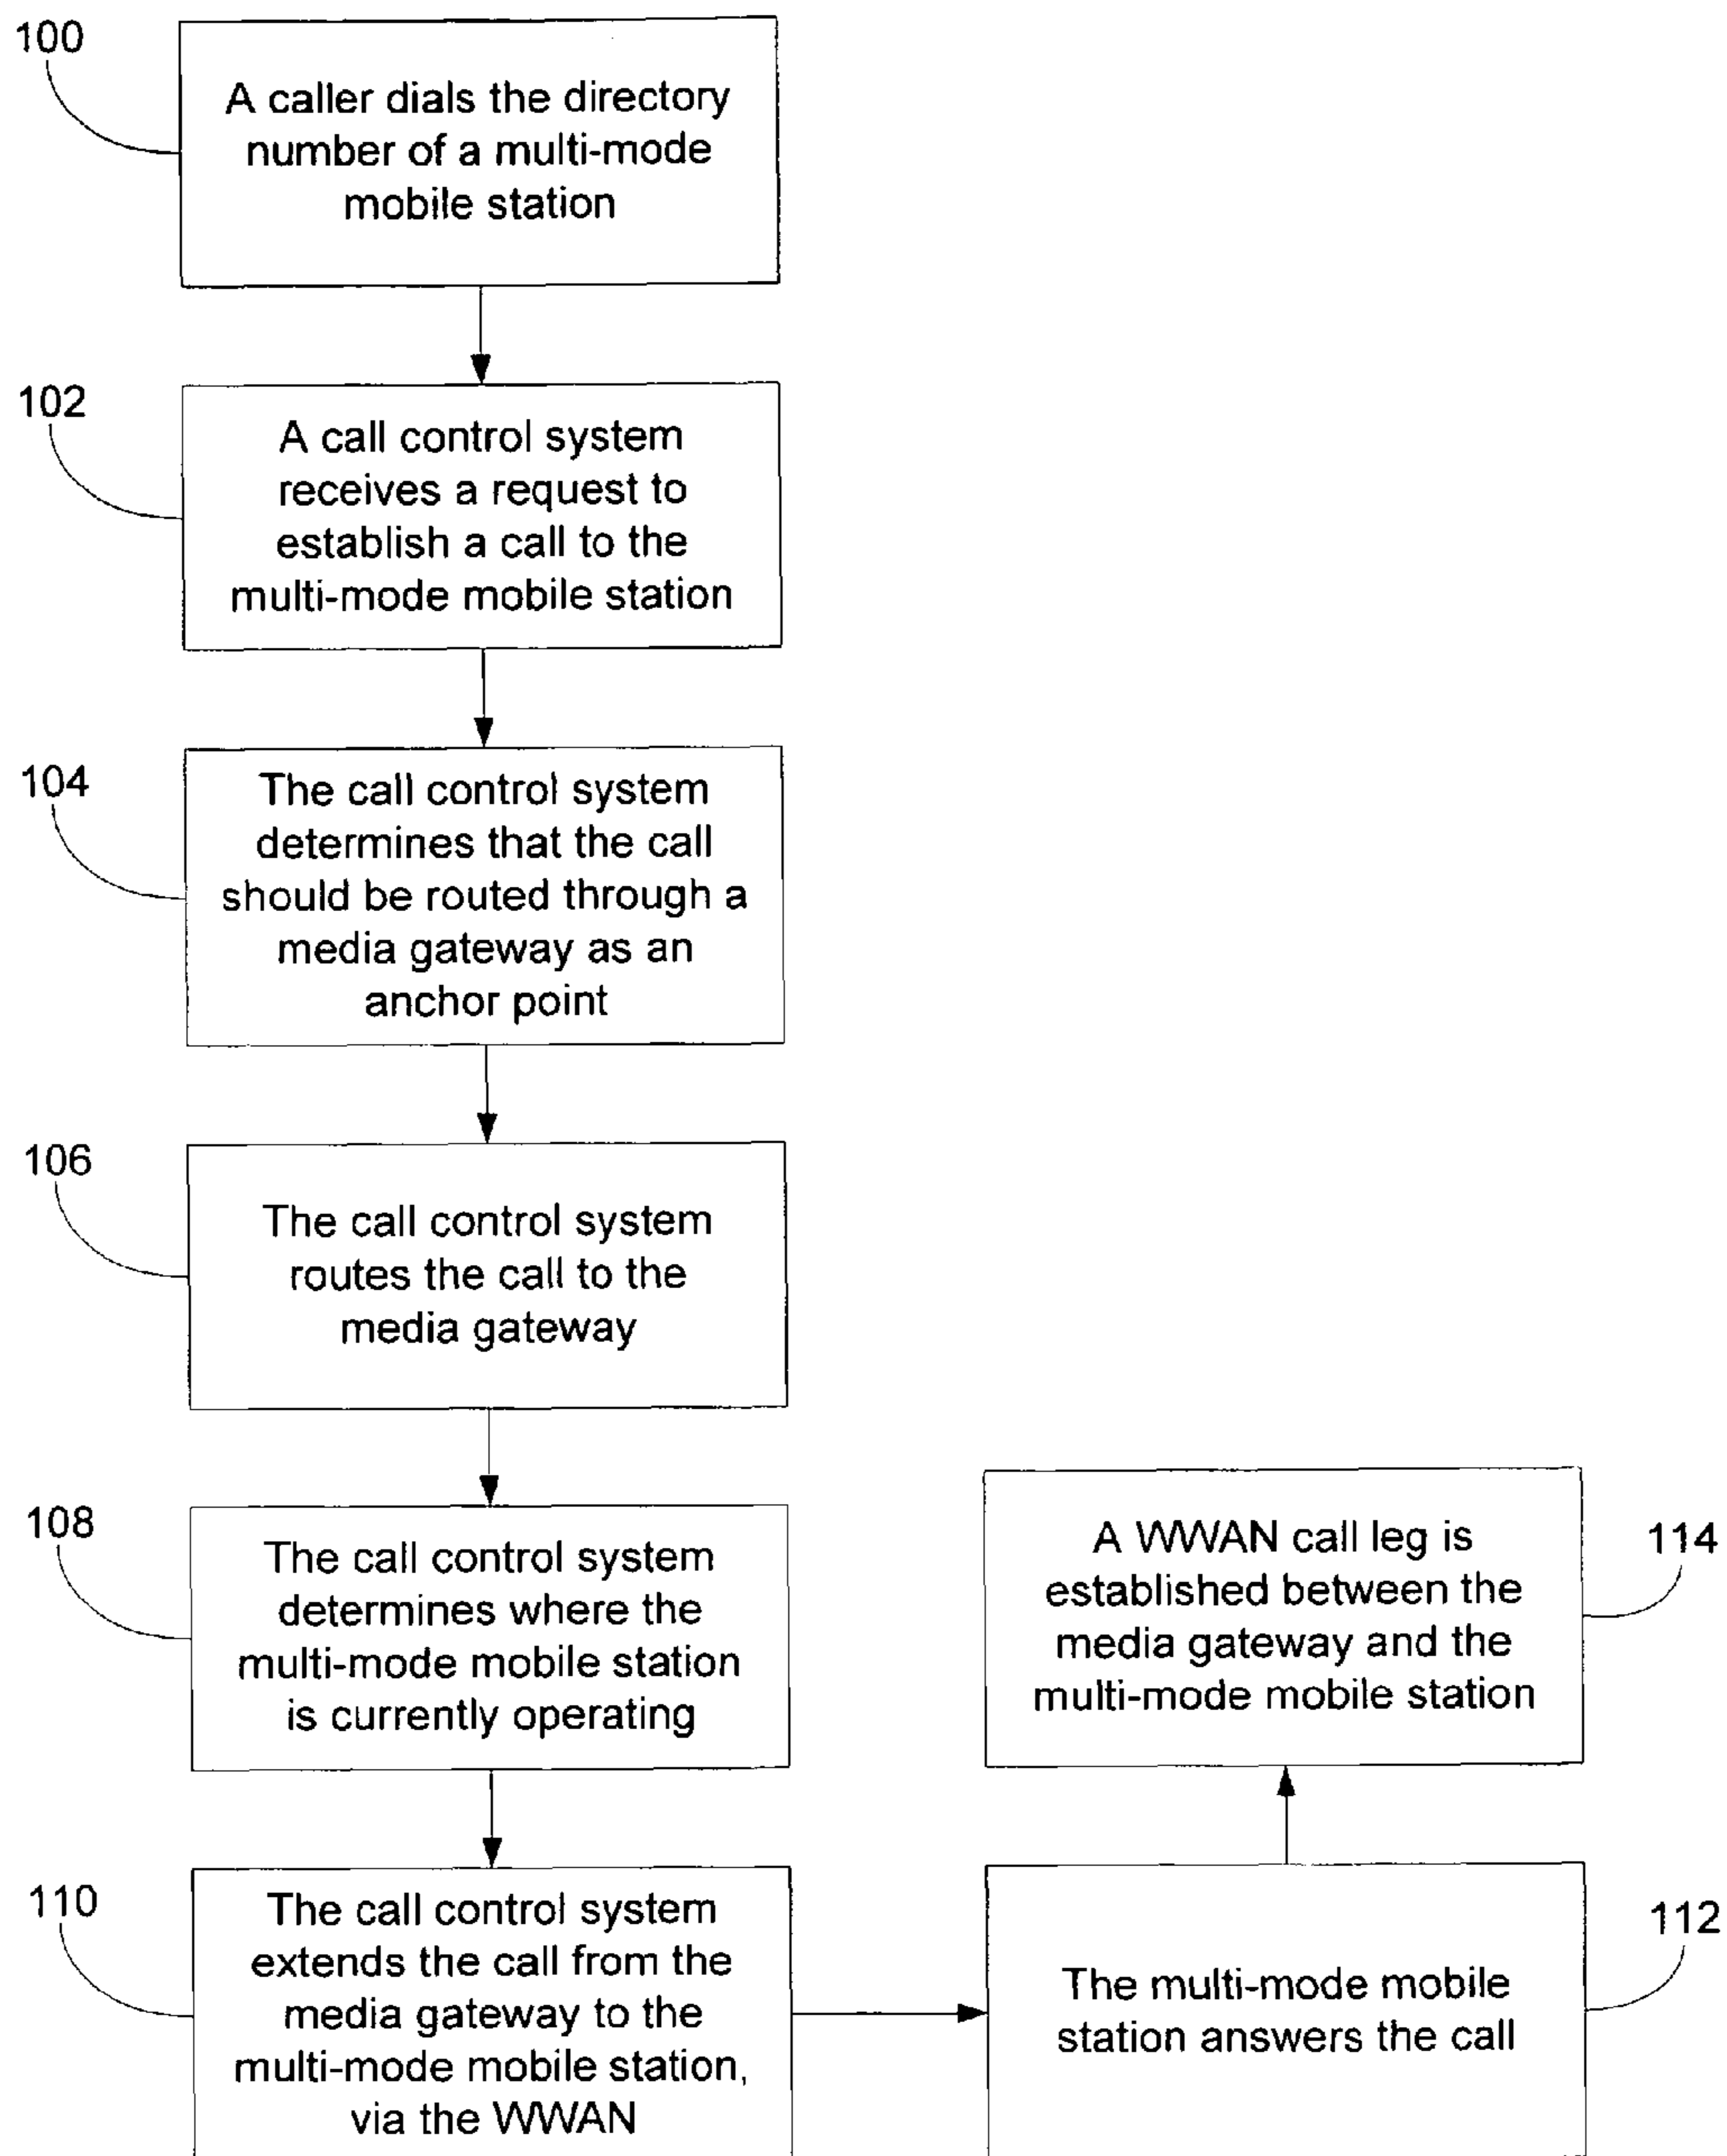 100
A caller dials the directory
number of a multi-mode
mobile station
102
A call control system
receives a request to
establish a call to the
multi-mode mobile station
104
The call control system
determines that the call
should be routed through a
media gateway as an
anchor point
106
The call control system
routes the call to the
media gateway
108
The call control system
determines where the
multi-mode mobile station
is currently operating
110
The call control system
extends the call from the
media gateway to the
multi-mode mobile station,
via the WWAN
112
The multi-mode mobile
station answers the call
114
A WWAN call leg is
established between the
media gateway and the
multi-mode mobile station